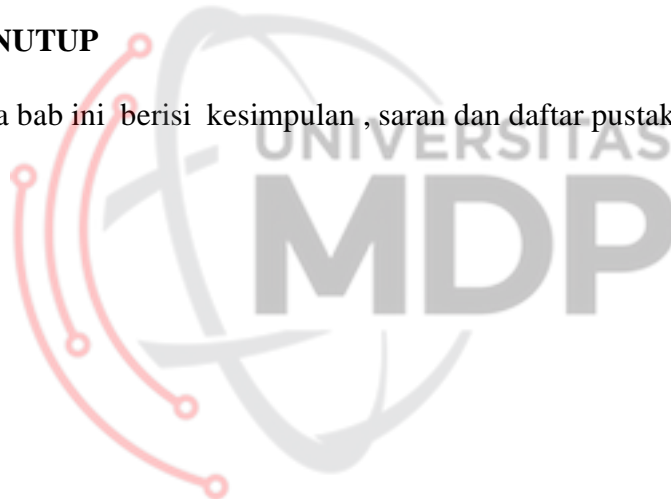 NUTUP
a bab ini berisi kesimpulan , saran dan daftar pustak
UNIVERSITAS
MDP